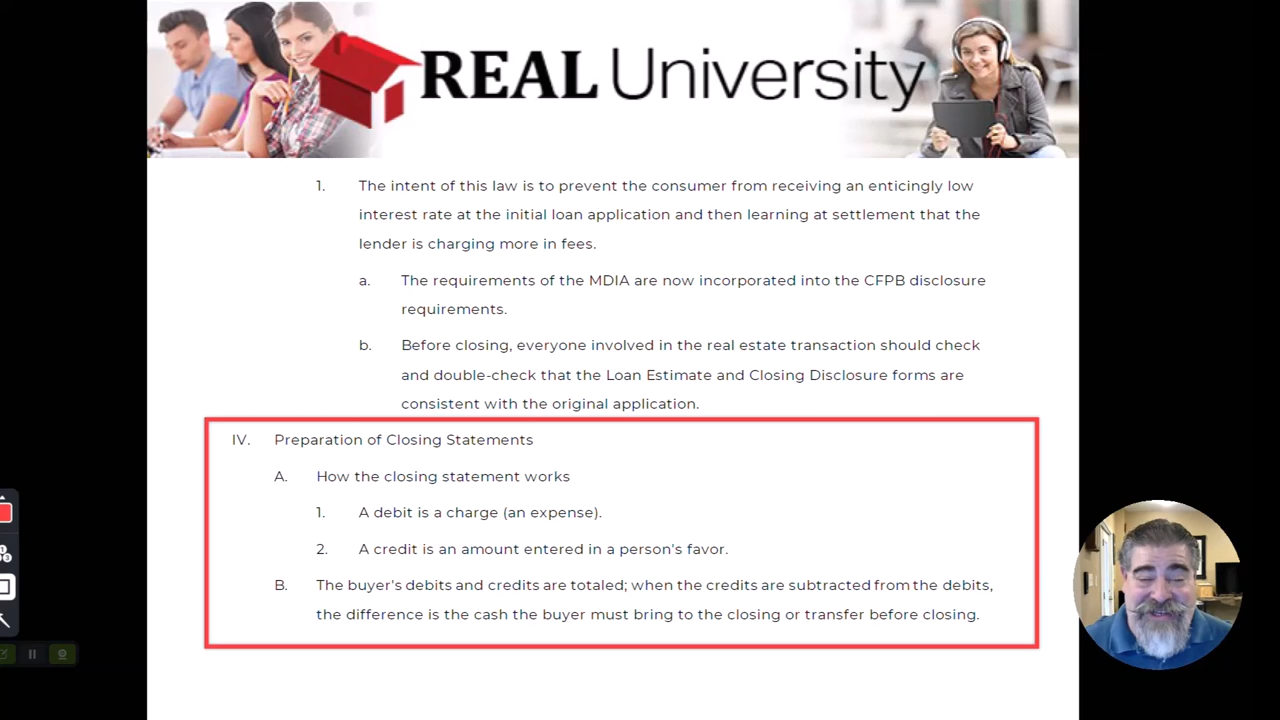 REAL University
1. The intent of this law is to prevent the consumer from receiving an enticingly low
interest rate at the initial loan application and then learning at settlement that the
lender is charging more in fees.
a. The requirements of the MDIA are now incorporated into the CFPB disclosure
requirements.
b. Before closing, everyone involved in the real estate transaction should check
and double-check that the Loan Estimate and Closing Disclosure forms are
consistent with the original application.
IV. Preparation of Closing Statements
A. How the closing statement works
1. A debit is a charge (an expense).
2. A credit is an amount entered in a person's favor.
B. The buyer's debits and credits are totaled; when the credits are subtracted from the debits,
the difference is the cash the buyer must bring to the closing or transfer before closing.